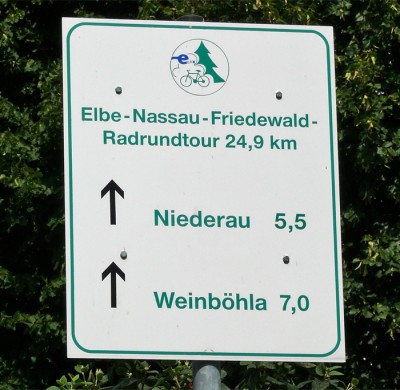 e
Elbe-Nassau-Friedewald-
Radrundtour 24,9 km
↑ Niederau 5,5
↑ Weinböhla 7,0